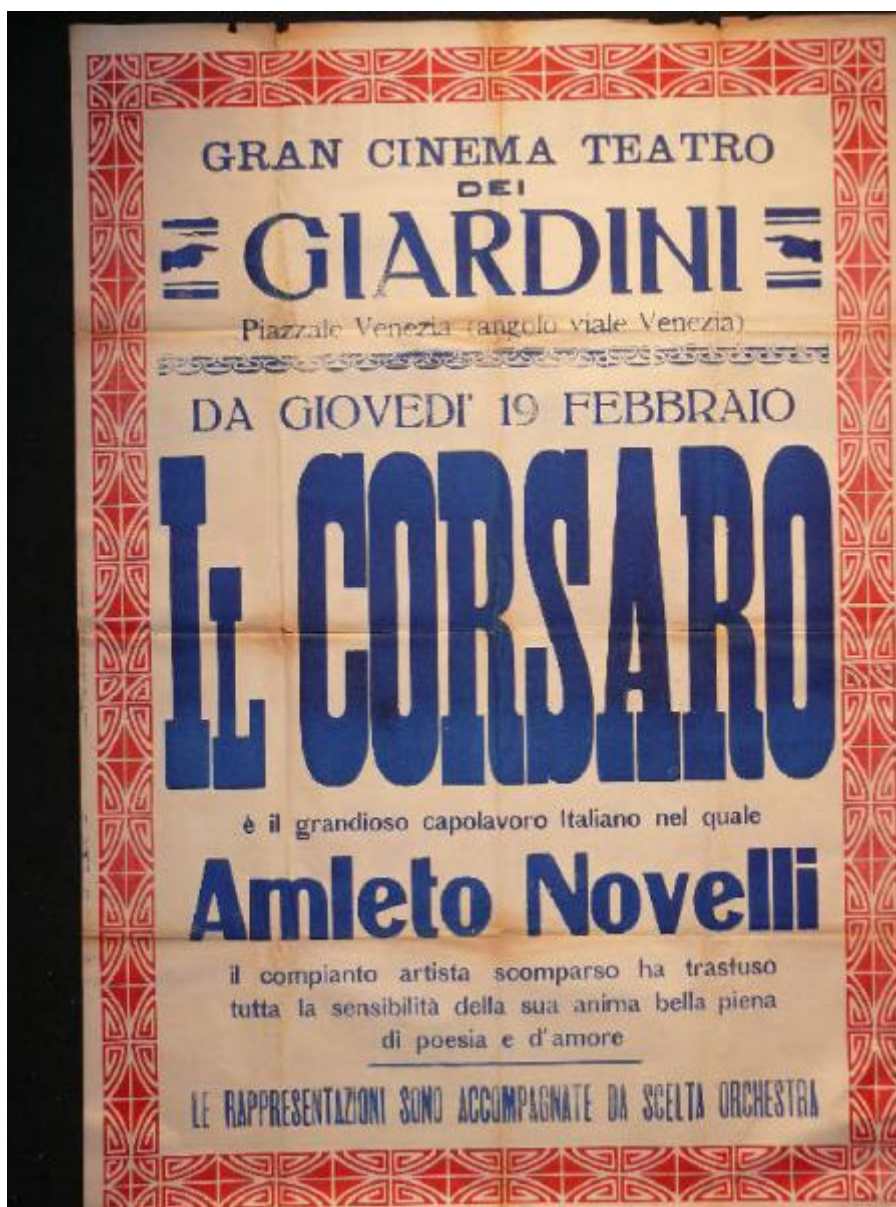 GRAN CINEMA TEATRO
DEI
GIARDINI
Piazzale Venezia (angolo viale Venezia)
DA GIOVEDI' 19 FEBBRAIO
IL CORSARO
è il grandioso capolavoro Italiano nel quale
Amleto Novelli
il compianto artista scomparso ha trasfuso
tutta la sensibilità della sua anima bella piena
di poesia e d'amore
LE RAPPRESENTAZIONI SONO ACCOMPAGNATE DA SCELTA ORCHESTRA